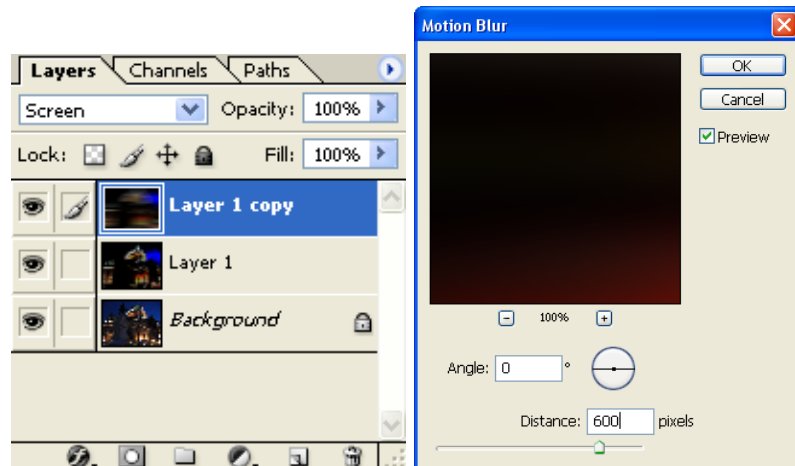 Layers Channels Paths
Screen Opacity: 100%
Lock: Fill: 100%
Layer 1 copy
Layer 1
Background
Motion Blur
OK
Cancel
Preview
100%
Angle: 0 °
Distance: 600 pixels